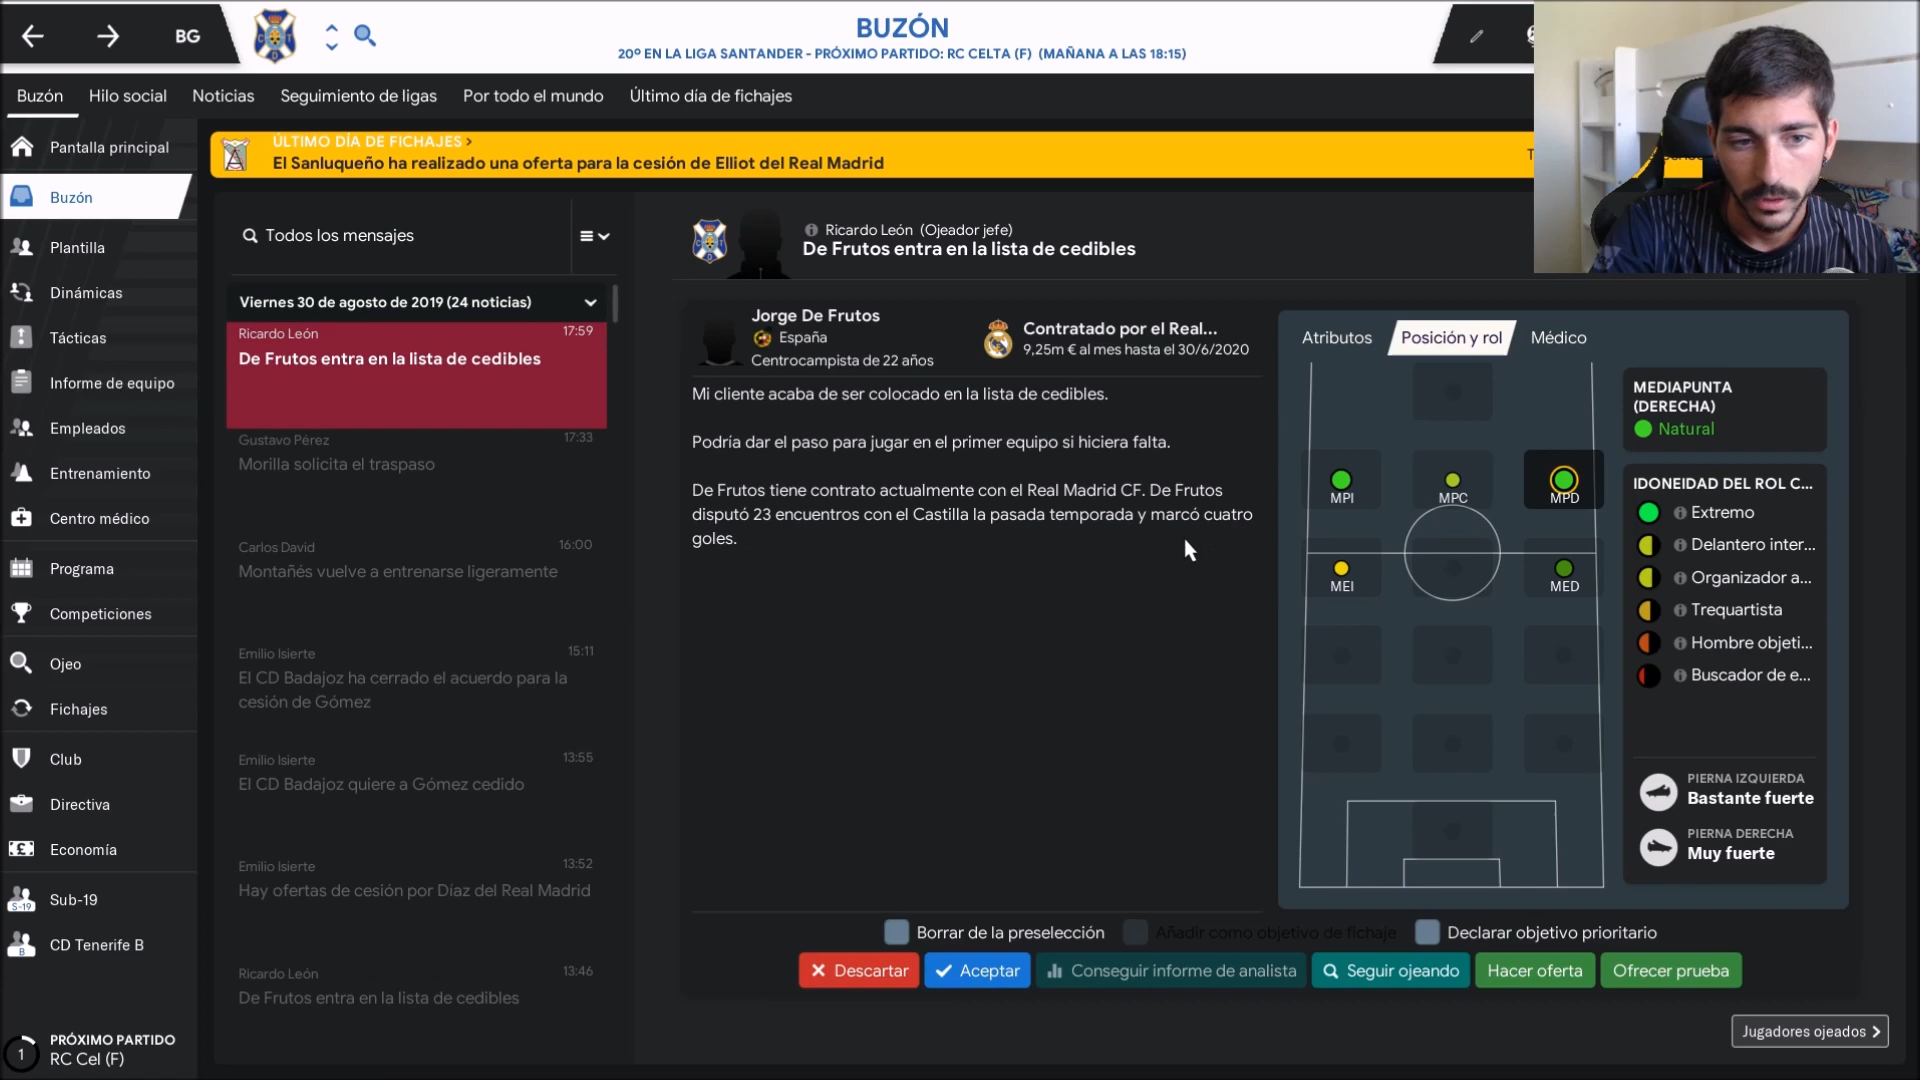 BG
BUZÓN
20º EN LA LIGA SANTANDER - PRÓXIMO PARTIDO: RC CELTA (F) (MAÑANA A LAS 18:15)
Buzón
Hilo social
Noticias
Seguimiento de ligas
Por todo el mundo
Último día de fichajes
Pantalla principal
Buzón
Plantilla
Dinámicas
Tácticas
Informe de equipo
Empleados
Entrenamiento
Centro médico
Programa
Competiciones
Ojeo
Fichajes
Club
Directiva
Economía
S-19
Sub-19
B
CD Tenerife B
1
PRÓXIMO PARTIDO
RC Cel (F)
ÚLTIMO DÍA DE FICHAJES >
El Sanluqueño ha realizado una oferta para la cesión de Elliot del Real Madrid
Todos los mensajes
Viernes 30 de agosto de 2019 (24 noticias)
Ricardo León 17:59
De Frutos entra en la lista de cedibles
Gustavo Pérez 17:33
Morilla solicita el traspaso
Carlos David 16:00
Montañés vuelve a entrenarse ligeramente
Emilio Isierte 15:11
El CD Badajoz ha cerrado el acuerdo para la
cesión de Gómez
Emilio Isierte 13:55
El CD Badajoz quiere a Gómez cedido
Emilio Isierte 13:52
Hay ofertas de cesión por Díaz del Real Madrid
Ricardo León 13:46
De Frutos entra en la lista de cedibles
Ricardo León (Ojeador jefe)
De Frutos entra en la lista de cedibles
Jorge De Frutos
España
Centrocampista de 22 años
Contratado por el Real...
9,25m € al mes hasta el 30/6/2020
Mi cliente acaba de ser colocado en la lista de cedibles.
Podría dar el paso para jugar en el primer equipo si hiciera falta.
De Frutos tiene contrato actualmente con el Real Madrid CF. De Frutos
disputó 23 encuentros con el Castilla la pasada temporada y marcó cuatro
goles.
Atributos
Posición y rol
Médico
MPI
MPC
MPD
MEI
MED
MEDIAPUNTA
(DERECHA)
Natural
IDONEIDAD DEL ROL C...
Extremo
Delantero inter...
Organizador a...
Trequartista
Hombre objeti...
Buscador de e...
PIERNA IZQUIERDA
Bastante fuerte
PIERNA DERECHA
Muy fuerte
Borrar de la preselección
Añadir como objetivo de fichaje
Declarar objetivo prioritario
Descartar
Aceptar
Conseguir informe de analista
Seguir ojeando
Hacer oferta
Ofrecer prueba
Jugadores ojeados >